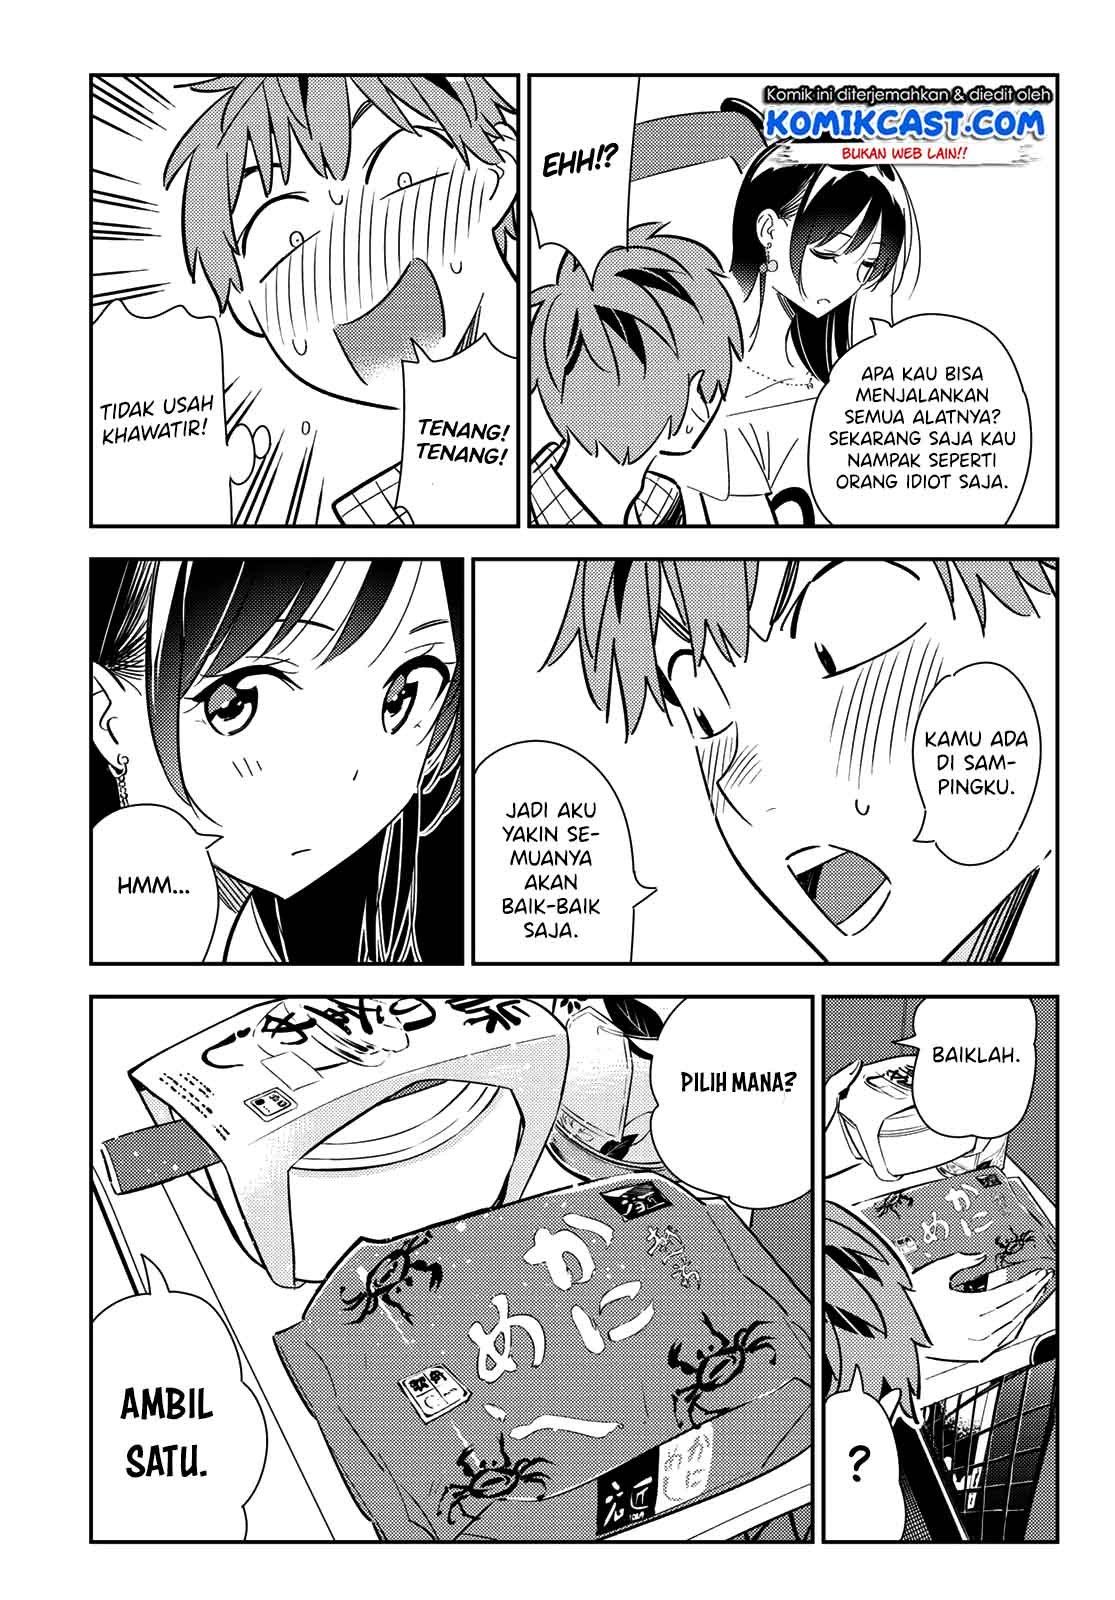 Komik ini diterjemahkan & diedit oleh
KOMIKCAST.COM
BUKAN WEB LAIN!!
EHH!?
APA KAU BISA
MENJALANKAN
SEMUA ALATNYA?
SEKARANG SAJA KAU
NAMPAK SEPERTI
ORANG IDIOT SAJA.
TENANG!
TENANG!
TIDAK USAH
KHAWATIR!
KAMU ADA
DI SAM-
PINGKU.
JADI AKU
YAKIN SE-
MUANYA
AKAN
BAIK-BAIK
SAJA.
HMM...
BAIKLAH.
かに
めし
?
PILIH MANA?
かに
めし
AMBIL
SATU.